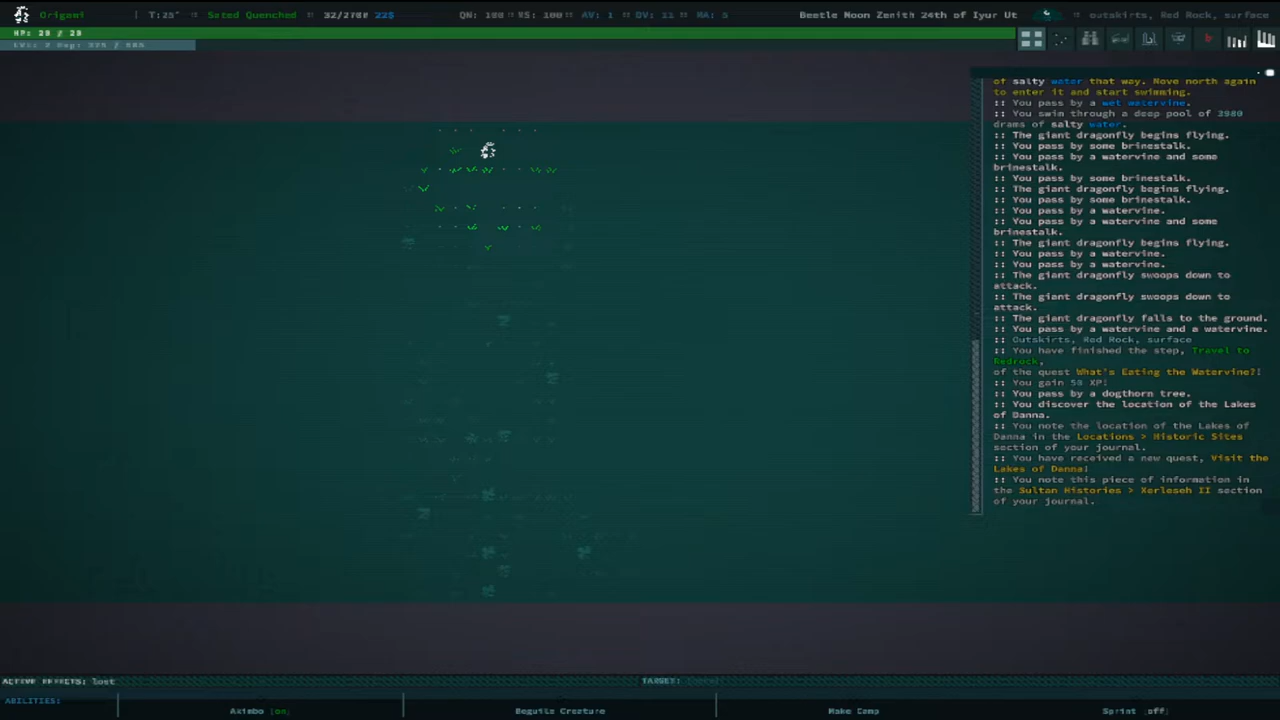 Origami T:25° Sated Quenched 32/270# 22$ QN: 100 MS: 100 AV: 1 DV: 11 MA: 5 Beetle Moon Zenith 24th of Iyur Ut outskirts, Red Rock, surface
HP: 28 / 28
LVL: 2 Exp:
of salty water that way. Move north again
to enter it and start swimming.
:: You pass by a wet watervine.
:: You swim through a deep pool of 3980
drams of salty water.
:: The giant dragonfly begins flying.
:: You pass by some brinestalk.
:: You pass by a watervine and some
brinestalk.
:: You pass by some brinestalk.
:: The giant dragonfly begins flying.
:: You pass by some brinestalk.
:: You pass by a watervine.
:: You pass by a watervine and some
brinestalk.
:: The giant dragonfly begins flying.
:: You pass by a watervine.
:: You pass by a watervine.
:: The giant dragonfly swoops down to
attack.
:: The giant dragonfly swoops down to
attack.
:: The giant dragonfly falls to the ground.
:: You pass by a watervine and a watervine.
:: Outskirts, Red Rock, surface
:: You have finished the step, Travel to
Redrock,
of the quest What's Eating the Watervine?!
:: You gain 50 XP!
:: You pass by a dogthorn tree.
:: You discover the location of the Lakes
of Danna.
:: You note the location of the Lakes of
Danna in the Locations > Historic Sites
section of your journal.
:: You have received a new quest, Visit the
Lakes of Danna!
:: You note this piece of information in
the Sultan Histories > Xerleseh II section
of your journal.
ACTIVE EFFECTS: lost
TARGET:
ABILITIES:
Akimbo [on] Beguile Creature Make Camp Sprint [off]